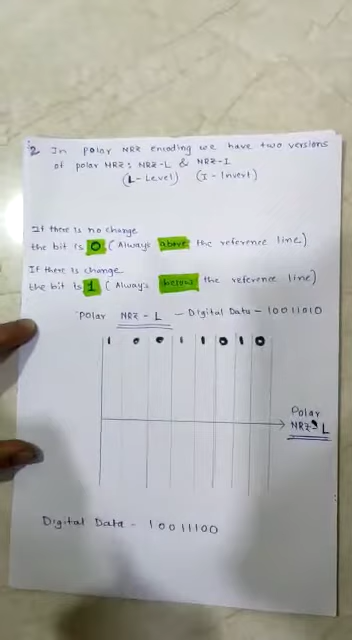 2 In polar NRZ encoding we have two versions
of polar NRZ: NRZ-L & NRZ-I
(L-Level) (I-Invert)
If there is no change
the bit is 0 (Always above the reference line)
If there is change
the bit is 1 (Always below the reference line)
Polar NRZ-L - Digital Data - 10011010
1 0 0 1 1 0 1 0
Polar
NRZ-L
Digital Data - 10011100